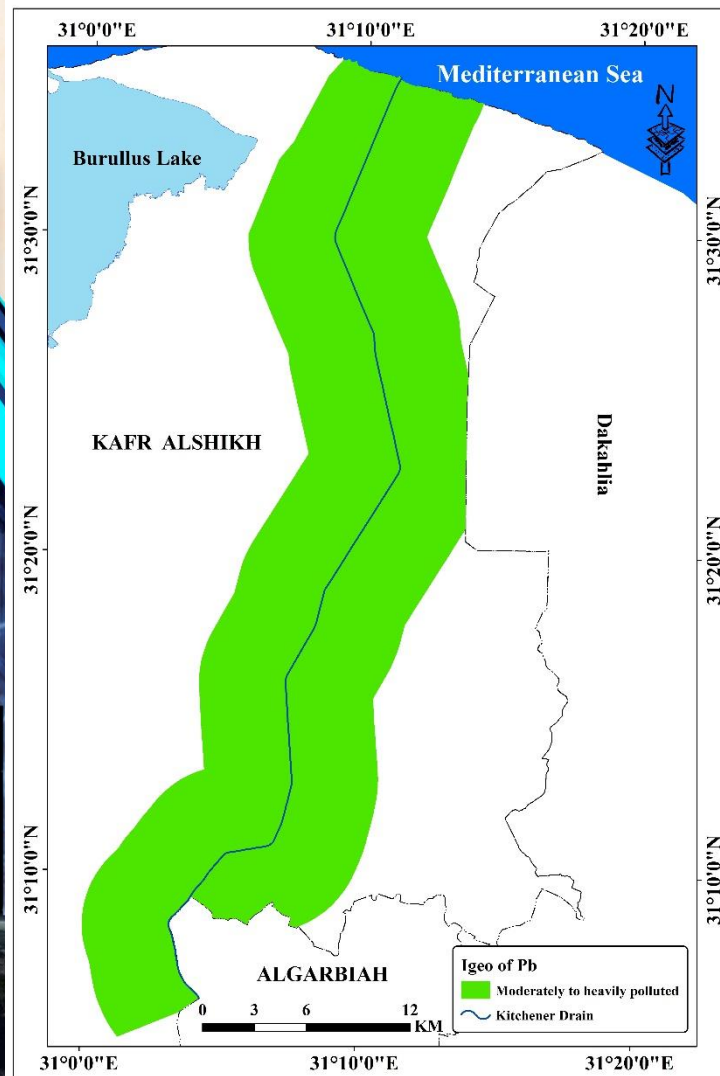 31°0'0"E
31°10'0"E
31°20'0"E
Mediterranean Sea
N
Burullus Lake
31°30'0"N
31°30'0"N
KAFR ALSHIKH
Dakahlia
31°20'0"N
31°20'0"N
31°10'0"N
31°10'0"N
ALGARBIAH
Igeo of Pb
Moderately to heavily polluted
Kitchener Drain
0 3 6 12
KM
31°0'0"E
31°10'0"E
31°20'0"E